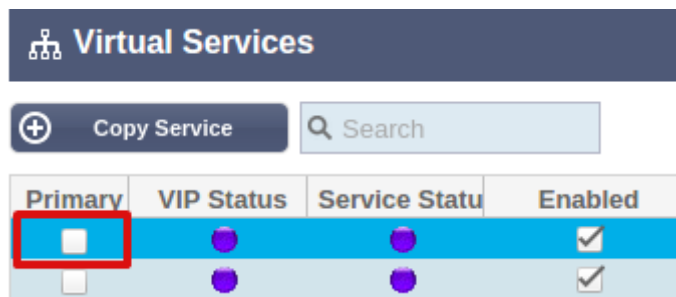 Virtual Services
Copy Service
Search
Primary VIP Status Service Statu Enabled